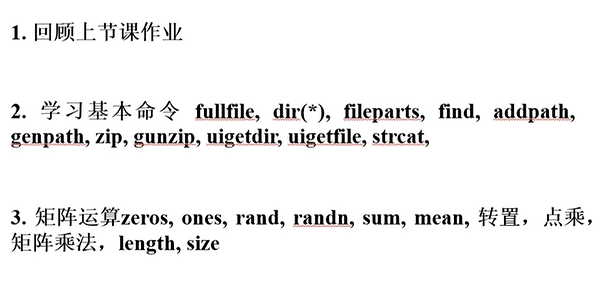 1. 回顾上节课作业
2. 学习基本命令 fullfile, dir(*), fileparts, find, addpath,
genpath, zip, gunzip, uigetdir, uigetfile, strcat,
3. 矩阵运算zeros, ones, rand, randn, sum, mean, 转置，点乘，
矩阵乘法，length, size